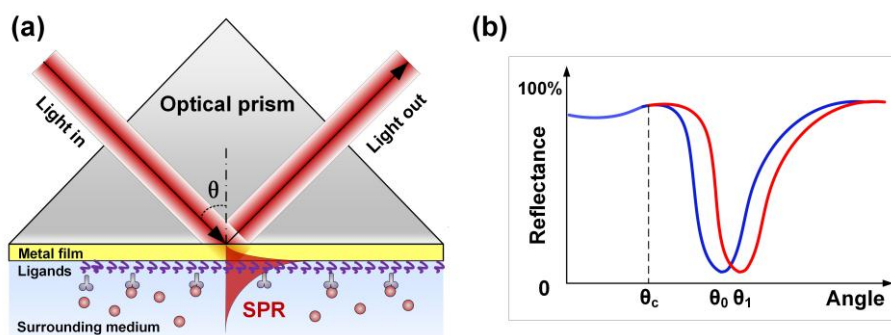 (a)
Light in
Optical prism
Light out
θ
Metal film
Ligands
SPR
Surrounding medium
(b)
100%
Reflectance
0
θc
θ0 θ1
Angle